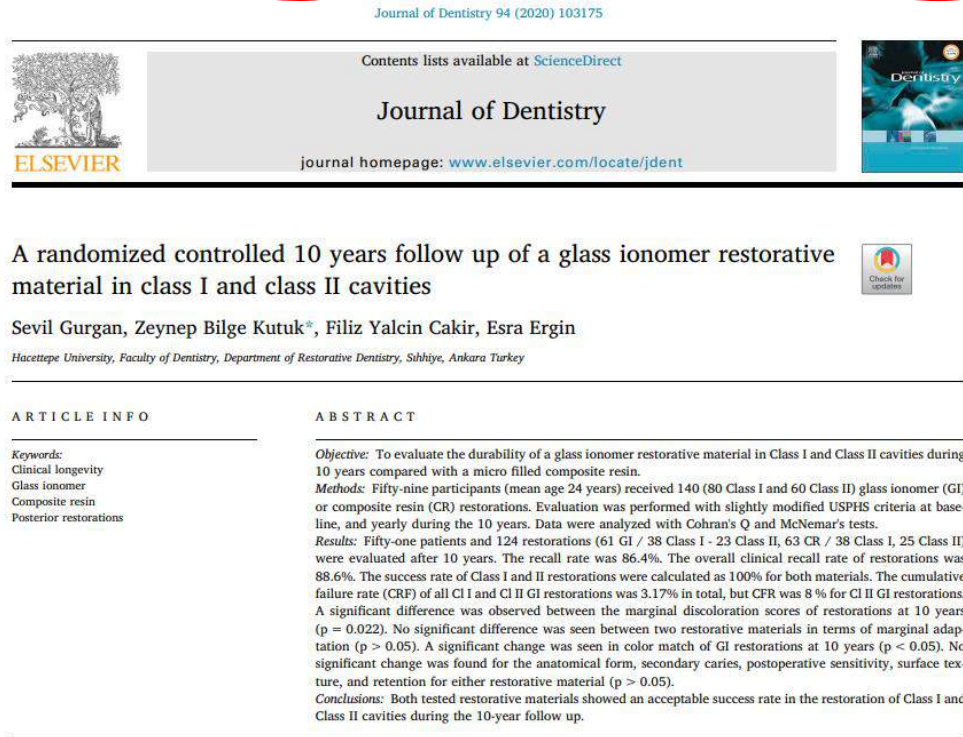 Journal of Dentistry 94 (2020) 103175
Contents lists available at ScienceDirect
Journal of Dentistry
journal homepage: www.elsevier.com/locate/jdent
ELSEVIER
Dentistry
A randomized controlled 10 years follow up of a glass ionomer restorative
material in class I and class II cavities
Check for
updates
Sevil Gurgan, Zeynep Bilge Kutuk*, Filiz Yalcin Cakir, Esra Ergin
Hacettepe University, Faculty of Dentistry, Department of Restorative Dentistry, Sıhhiye, Ankara Turkey
ARTICLE INFO
Keywords:
Clinical longevity
Glass ionomer
Composite resin
Posterior restorations
ABSTRACT
Objective: To evaluate the durability of a glass ionomer restorative material in Class I and Class II cavities during
10 years compared with a micro filled composite resin.
Methods: Fifty-nine participants (mean age 24 years) received 140 (80 Class I and 60 Class II) glass ionomer (GI)
or composite resin (CR) restorations. Evaluation was performed with slightly modified USPHS criteria at base-
line, and yearly during the 10 years. Data were analyzed with Cohran's Q and McNemar's tests.
Results: Fifty-one patients and 124 restorations (61 GI / 38 Class I - 23 Class II, 63 CR / 38 Class I, 25 Class II)
were evaluated after 10 years. The recall rate was 86.4%. The overall clinical recall rate of restorations was
88.6%. The success rate of Class I and II restorations were calculated as 100% for both materials. The cumulative
failure rate (CRF) of all Cl I and Cl II GI restorations was 3.17% in total, but CFR was 8 % for Cl II GI restorations.
A significant difference was observed between the marginal discoloration scores of restorations at 10 years
(p = 0.022). No significant difference was seen between two restorative materials in terms of marginal adap-
tation (p > 0.05). A significant change was seen in color match of GI restorations at 10 years (p < 0.05). No
significant change was found for the anatomical form, secondary caries, postoperative sensitivity, surface tex-
ture, and retention for either restorative material (p > 0.05).
Conclusions: Both tested restorative materials showed an acceptable success rate in the restoration of Class I and
Class II cavities during the 10-year follow up.